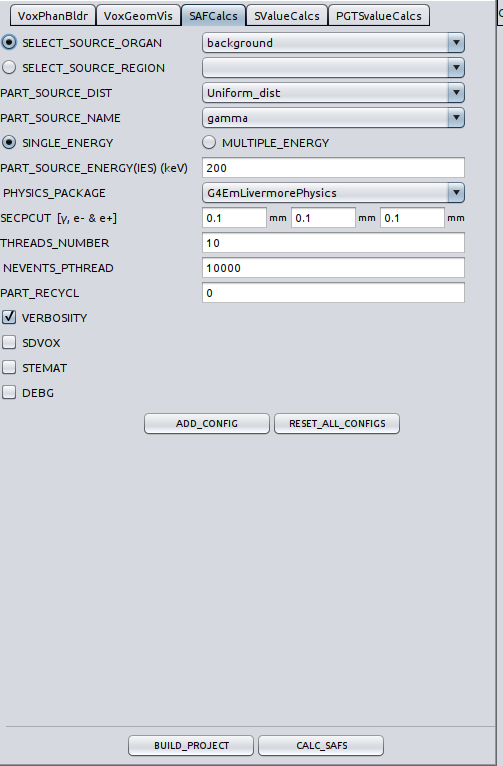 VoxPhanBldr VoxGeomVis SAFCalcs SValueCalcs PGTSvalueCalcs
SELECT_SOURCE_ORGAN background
SELECT_SOURCE_REGION
PART_SOURCE_DIST Uniform_dist
PART_SOURCE_NAME gamma
SINGLE_ENERGY MULTIPLE_ENERGY
PART_SOURCE_ENERGY(IES) (keV) 200
PHYSICS_PACKAGE G4EmLivermorePhysics
SECPCUT [γ, e- & e+] 0.1 mm 0.1 mm 0.1 mm
THREADS_NUMBER 10
NEVENTS_PTHREAD 10000
PART_RECYCL 0
VERBOSIITY
SDVOX
STEMAT
DEBG
ADD_CONFIG RESET_ALL_CONFIGS
BUILD_PROJECT CALC_SAFS